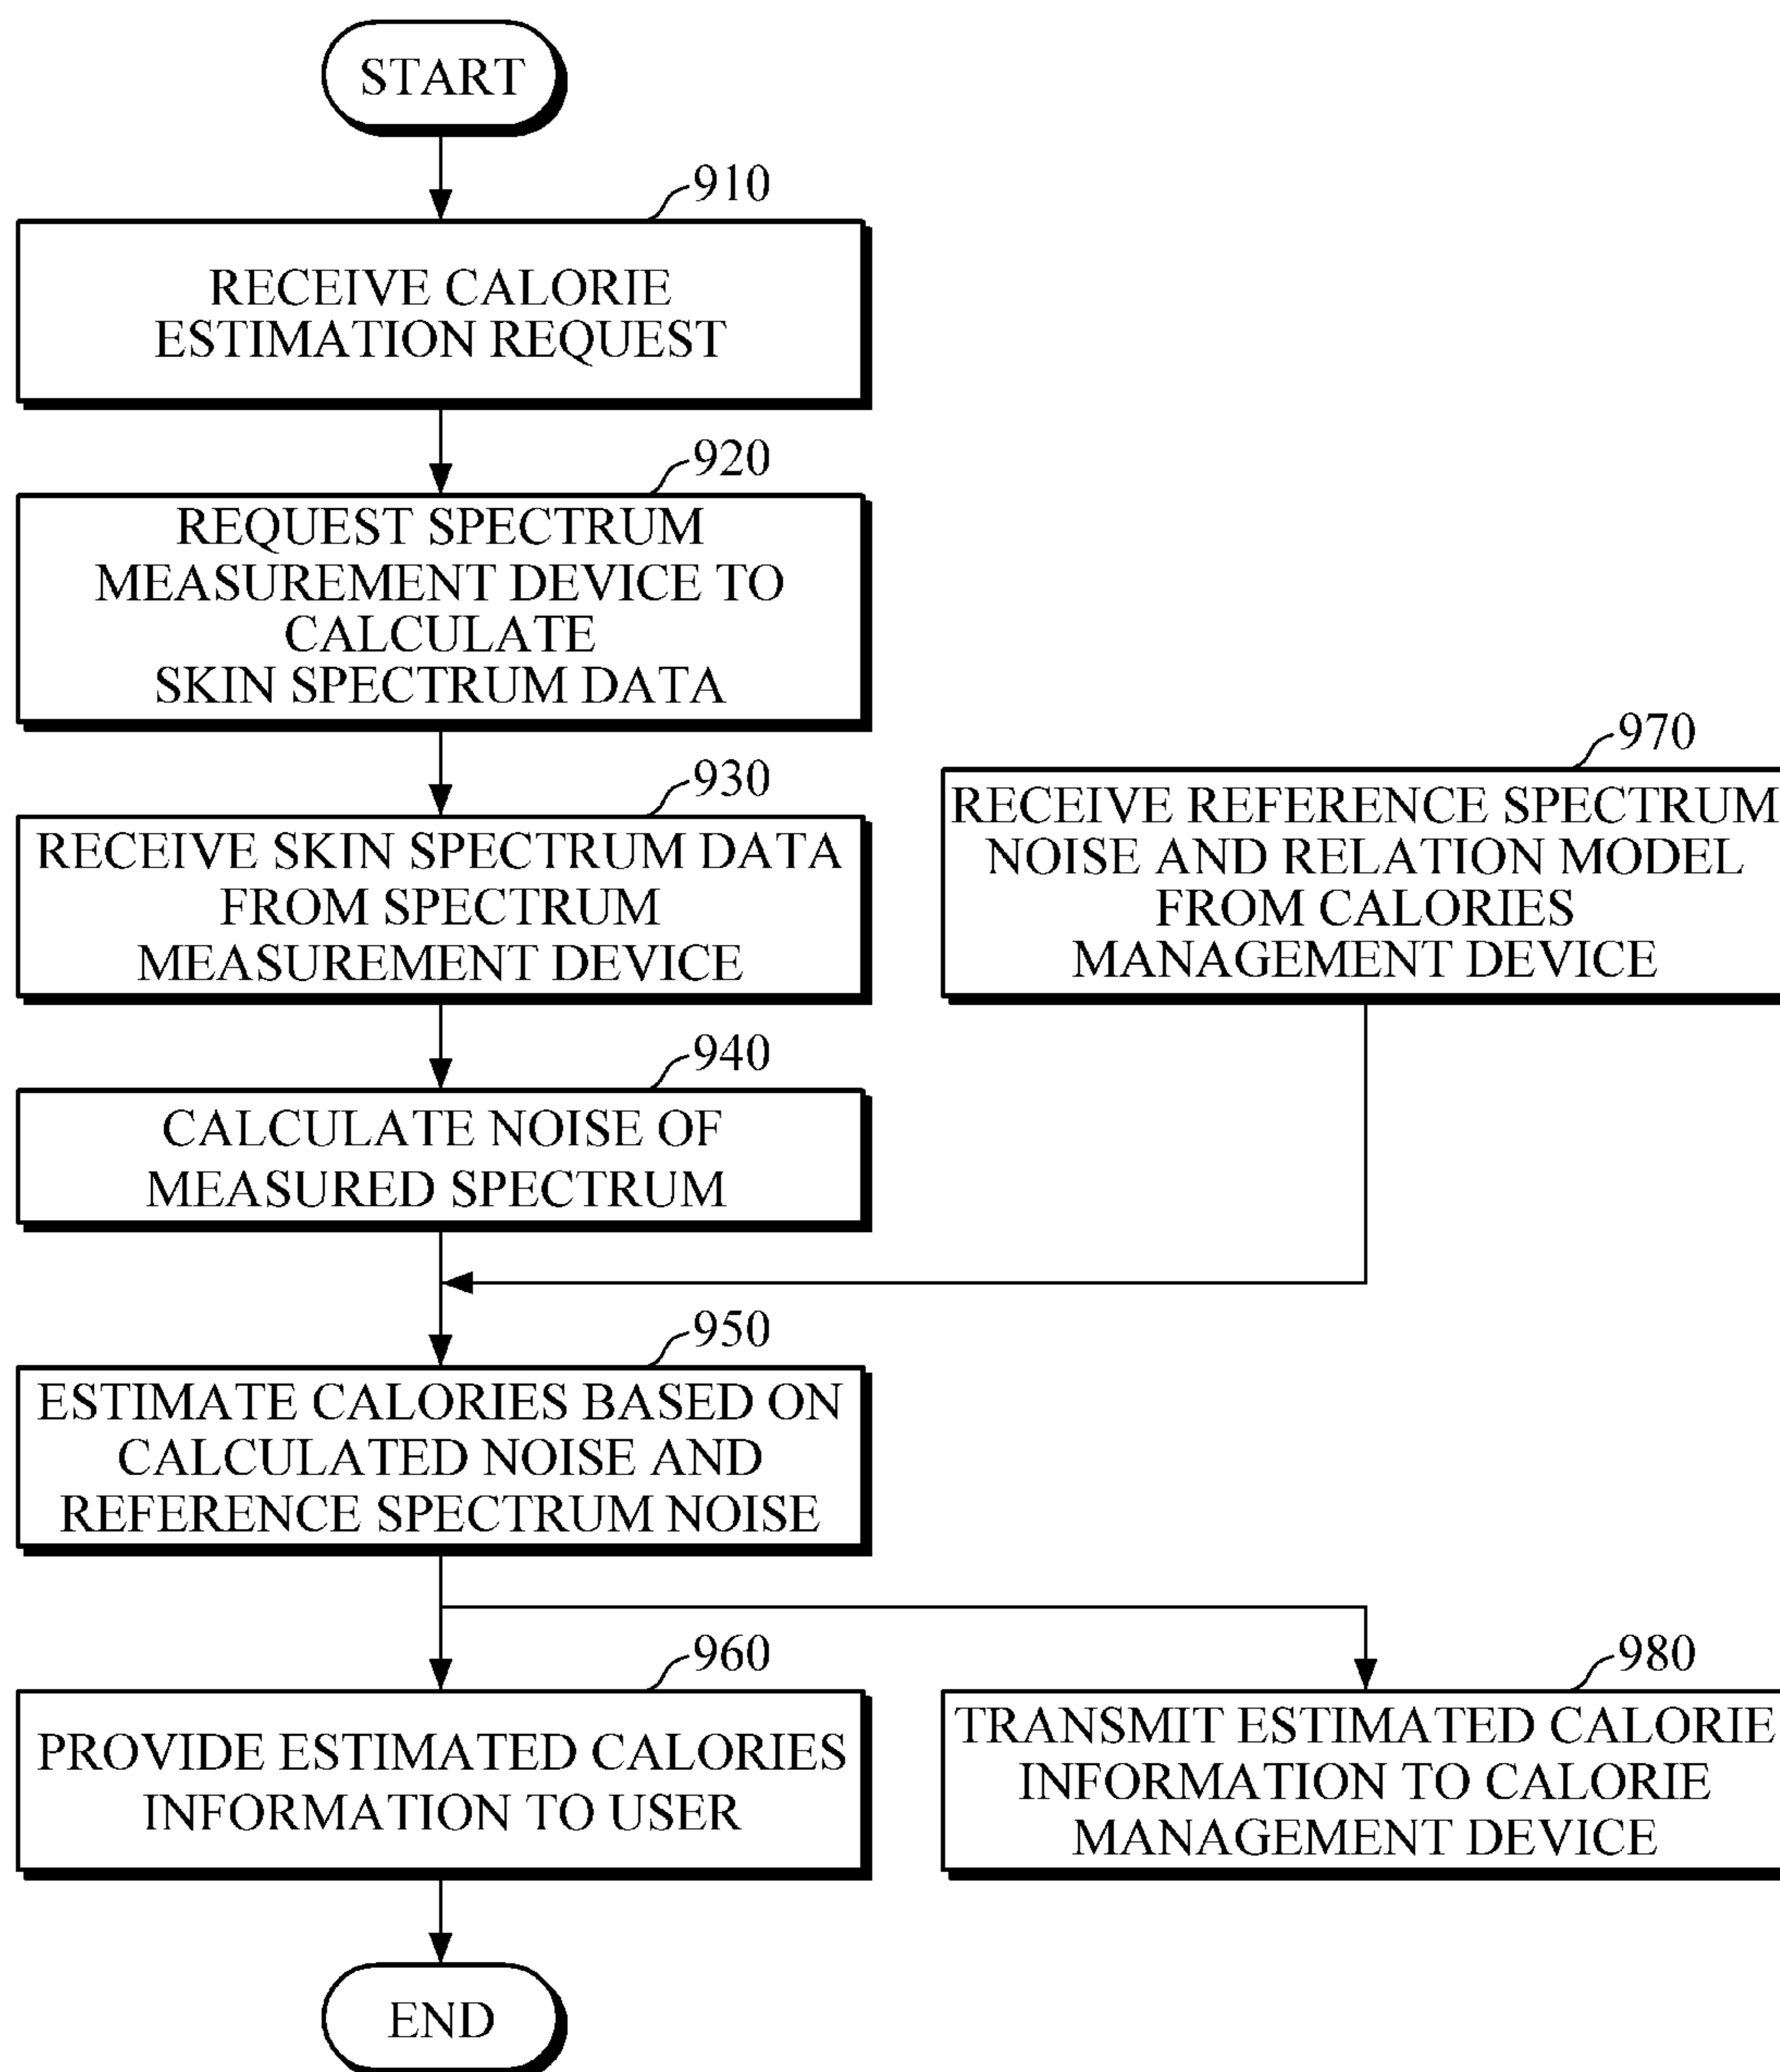 START
910
RECEIVE CALORIE
ESTIMATION REQUEST
920
REQUEST SPECTRUM
MEASUREMENT DEVICE TO
CALCULATE
SKIN SPECTRUM DATA
930
RECEIVE SKIN SPECTRUM DATA
FROM SPECTRUM
MEASUREMENT DEVICE
970
RECEIVE REFERENCE SPECTRUM
NOISE AND RELATION MODEL
FROM CALORIES
MANAGEMENT DEVICE
940
CALCULATE NOISE OF
MEASURED SPECTRUM
950
ESTIMATE CALORIES BASED ON
CALCULATED NOISE AND
REFERENCE SPECTRUM NOISE
960
PROVIDE ESTIMATED CALORIES
INFORMATION TO USER
980
TRANSMIT ESTIMATED CALORIE
INFORMATION TO CALORIE
MANAGEMENT DEVICE
END